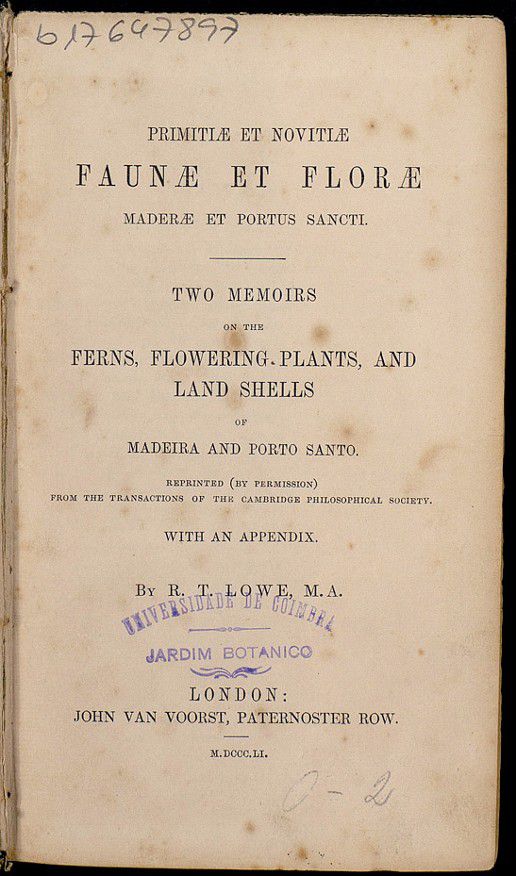 b17647897
PRIMITIÆ ET NOVITIÆ
FAUNÆ ET FLORÆ
MADERÆ ET PORTUS SANCTI.
TWO MEMOIRS
ON THE
FERNS, FLOWERING PLANTS, AND
LAND SHELLS
OF
MADEIRA AND PORTO SANTO.
REPRINTED (BY PERMISSION)
FROM THE TRANSACTIONS OF THE CAMBRIDGE PHILOSOPHICAL SOCIETY.
WITH AN APPENDIX.
BY R. T. LOWE, M.A.
UNIVERSIDADE DE COIMBRA
JARDIM BOTANICO
LONDON:
JOHN VAN VOORST, PATERNOSTER ROW.
M.DCCC.LI.
0-2